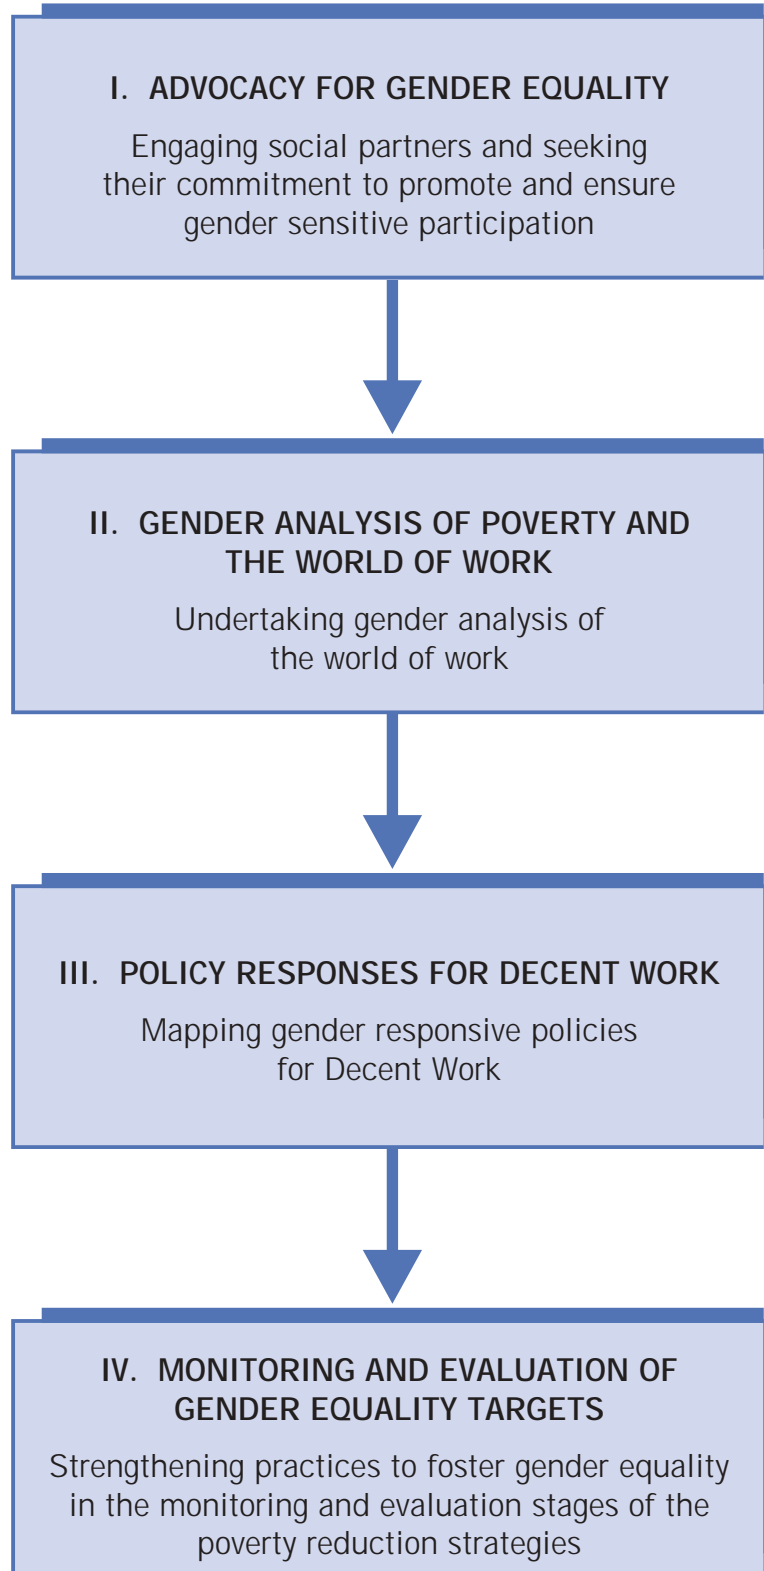 I. ADVOCACY FOR GENDER EQUALITY
Engaging social partners and seeking
their commitment to promote and ensure
gender sensitive participation
II. GENDER ANALYSIS OF POVERTY AND
THE WORLD OF WORK
Undertaking gender analysis of
the world of work
III. POLICY RESPONSES FOR DECENT WORK
Mapping gender responsive policies
for Decent Work
IV. MONITORING AND EVALUATION OF
GENDER EQUALITY TARGETS
Strengthening practices to foster gender equality
in the monitoring and evaluation stages of the
poverty reduction strategies